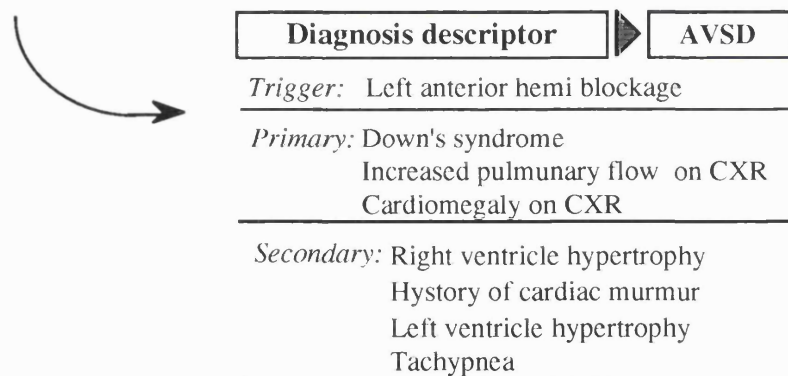 Diagnosis descriptor AVSD
Trigger: Left anterior hemi blockage
Primary: Down's syndrome
Increased pulmunary flow on CXR
Cardiomegaly on CXR
Secondary: Right ventricle hypertrophy
Hystory of cardiac murmur
Left ventricle hypertrophy
Tachypnea